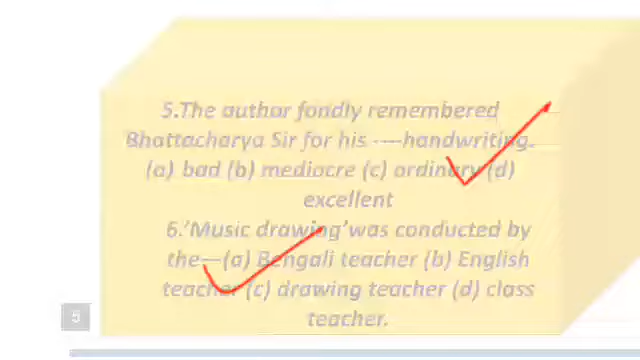 5.The author fondly remembered
Bhattacharya Sir for his ----handwriting.
(a) bad (b) mediocre (c) ordinary (d)
excellent
6.'Music drawing'was conducted by
the—(a) Bengali teacher (b) English
teacher (c) drawing teacher (d) class
teacher.
5